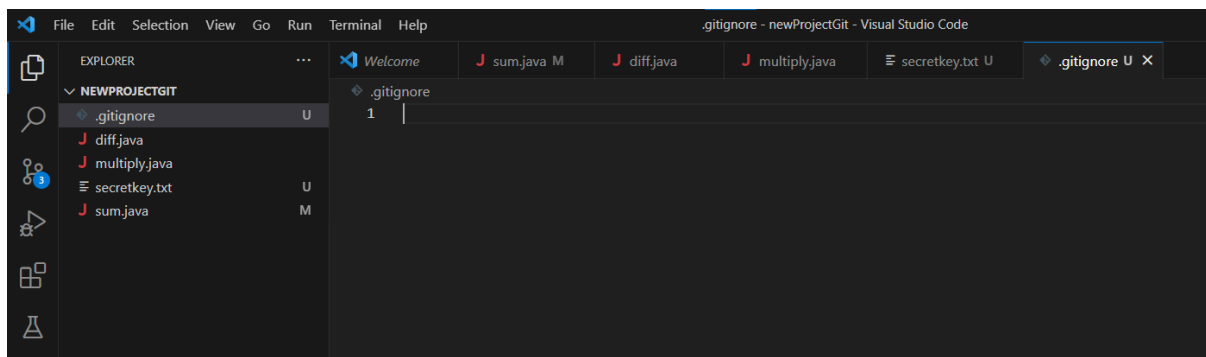 File Edit Selection View Go Run Terminal Help .gitignore - newProjectGit - Visual Studio Code
EXPLORER ... Welcome J sum.java M J diff.java J multiply.java secretkey.txt U .gitignore U
NEWPROJECTGIT .gitignore
.gitignore U 1
J diff.java
J multiply.java
secretkey.txt U
J sum.java M
3